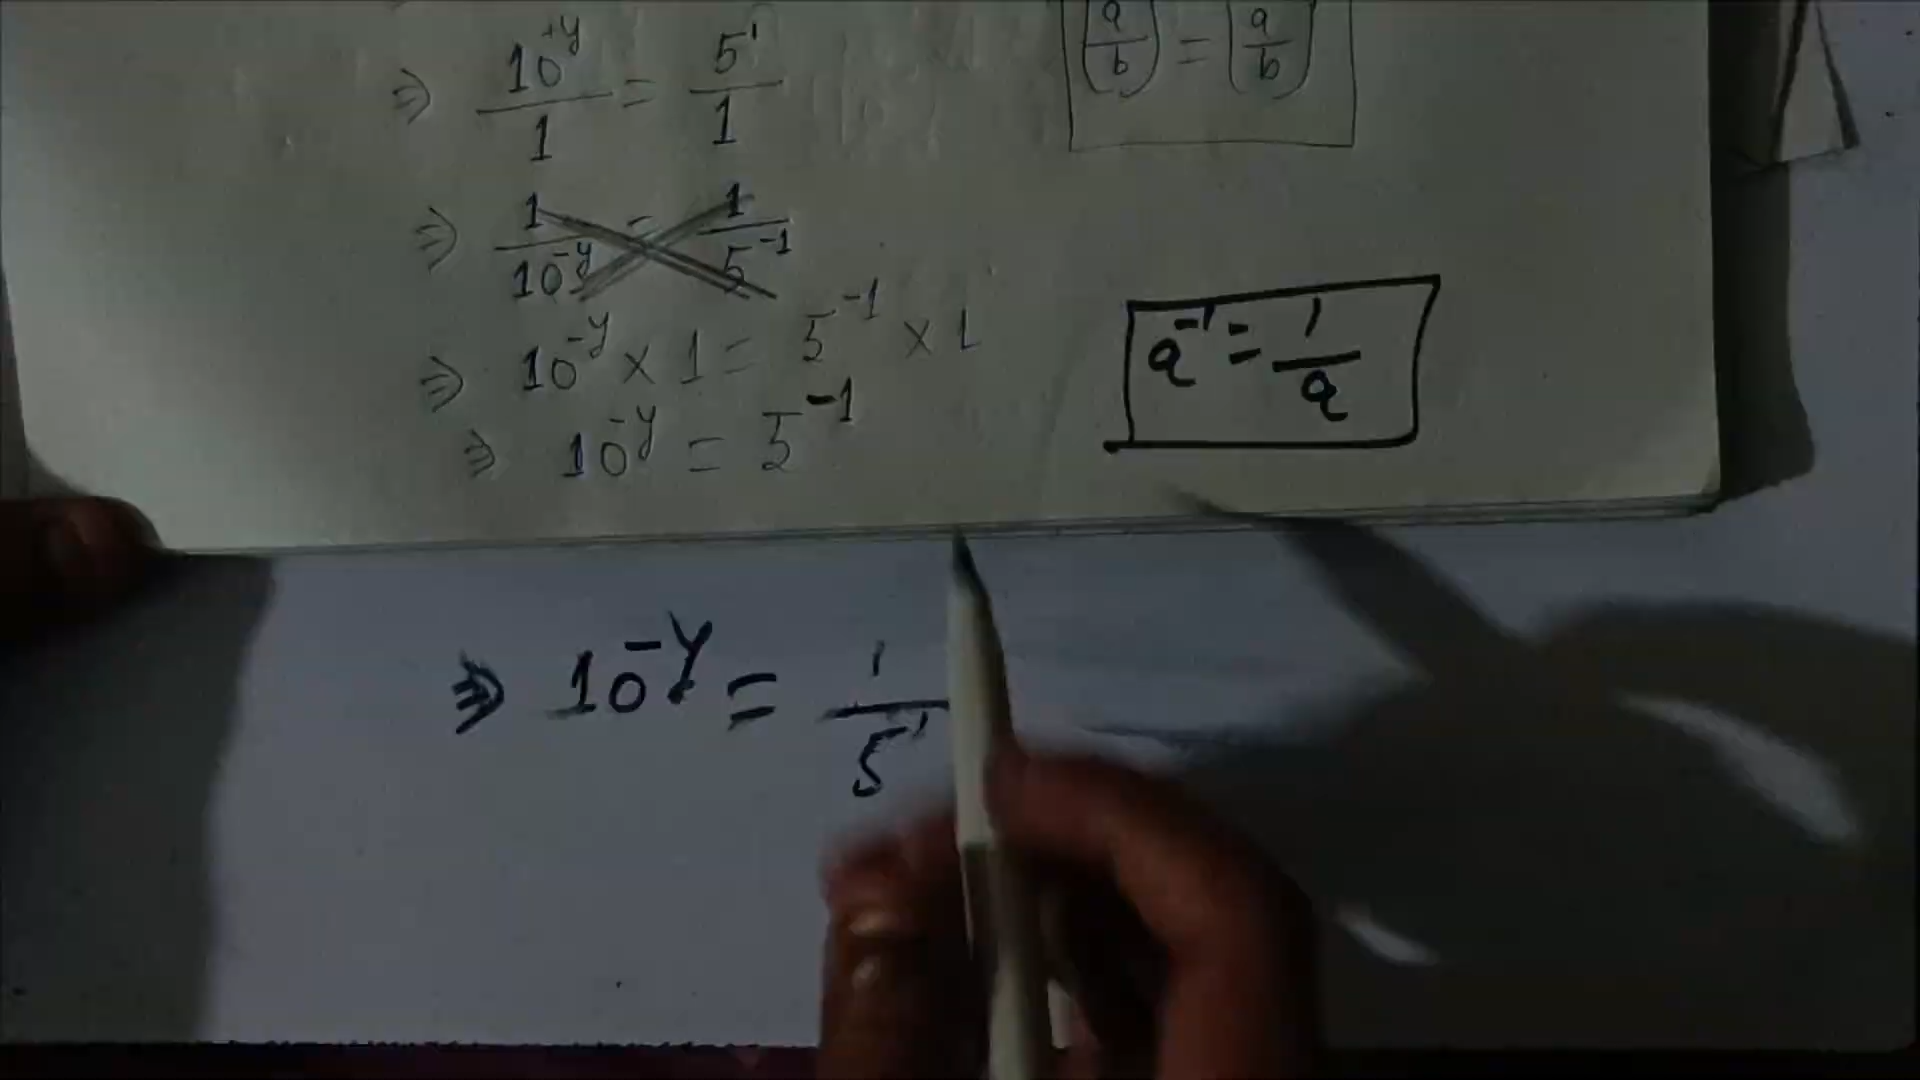 ⇒ 10^{+y}/1 = 5^1/1
(a/b) = (a/b)
⇒ 1/10^{-y} = 1/5^{-1}
⇒ 10^{-y} × 1 = 5^{-1} × 1
a^{-1} = 1/a
⇒ 10^{-y} = 5^{-1}
⇒ 10^{-y} = 1/5^1